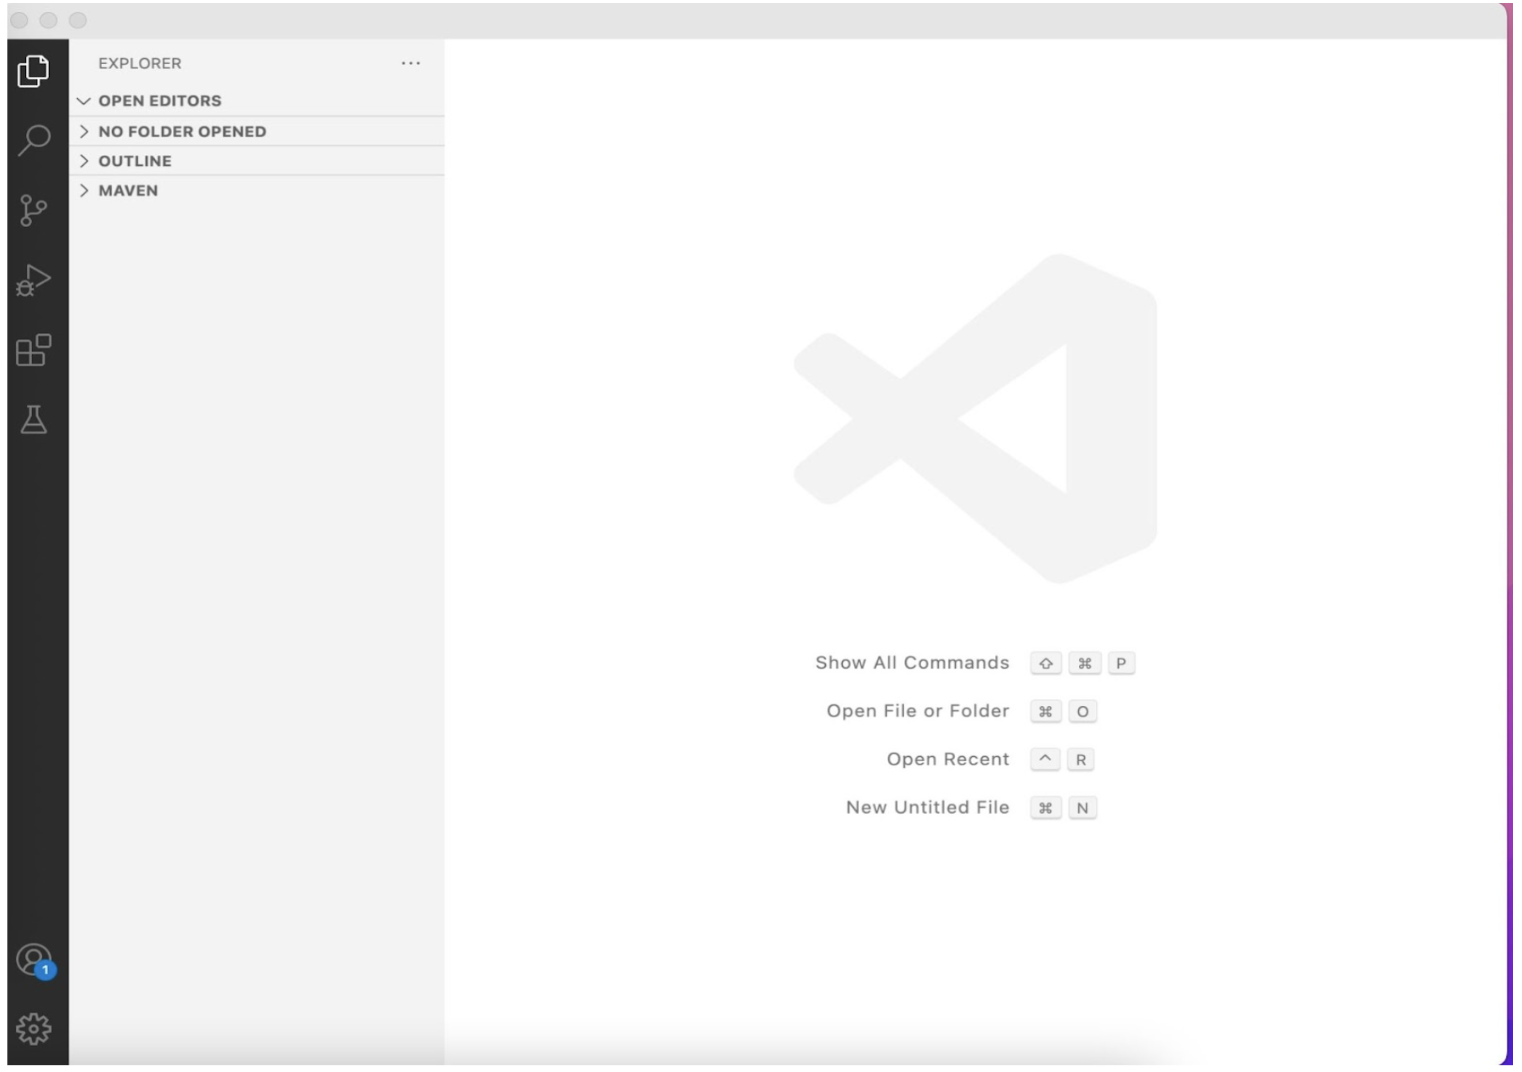 EXPLORER ···
OPEN EDITORS
NO FOLDER OPENED
OUTLINE
MAVEN
Show All Commands ⇧ ⌘ P
Open File or Folder ⌘ O
Open Recent ^ R
New Untitled File ⌘ N
1